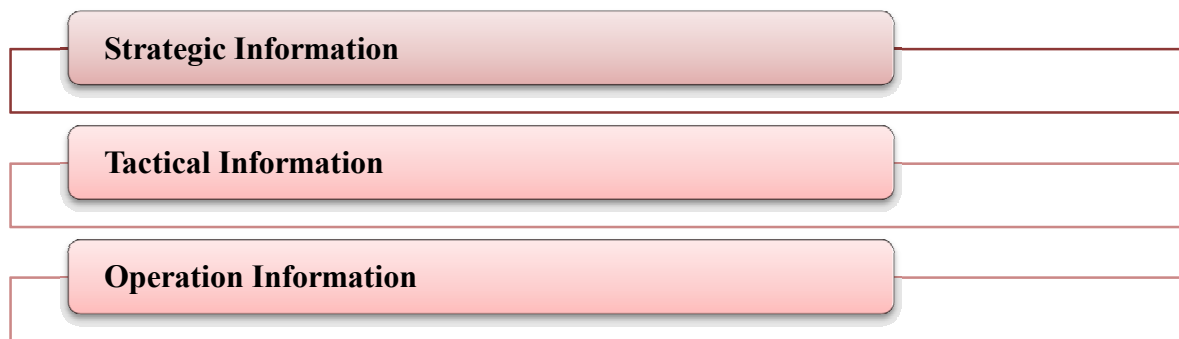 Strategic Information
Tactical Information
Operation Information